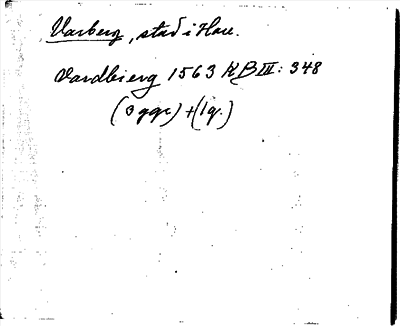 Varberg, stad i Hall.
Vardbierg 1563 KB III: 348
(3 ggr) + (1 g.)